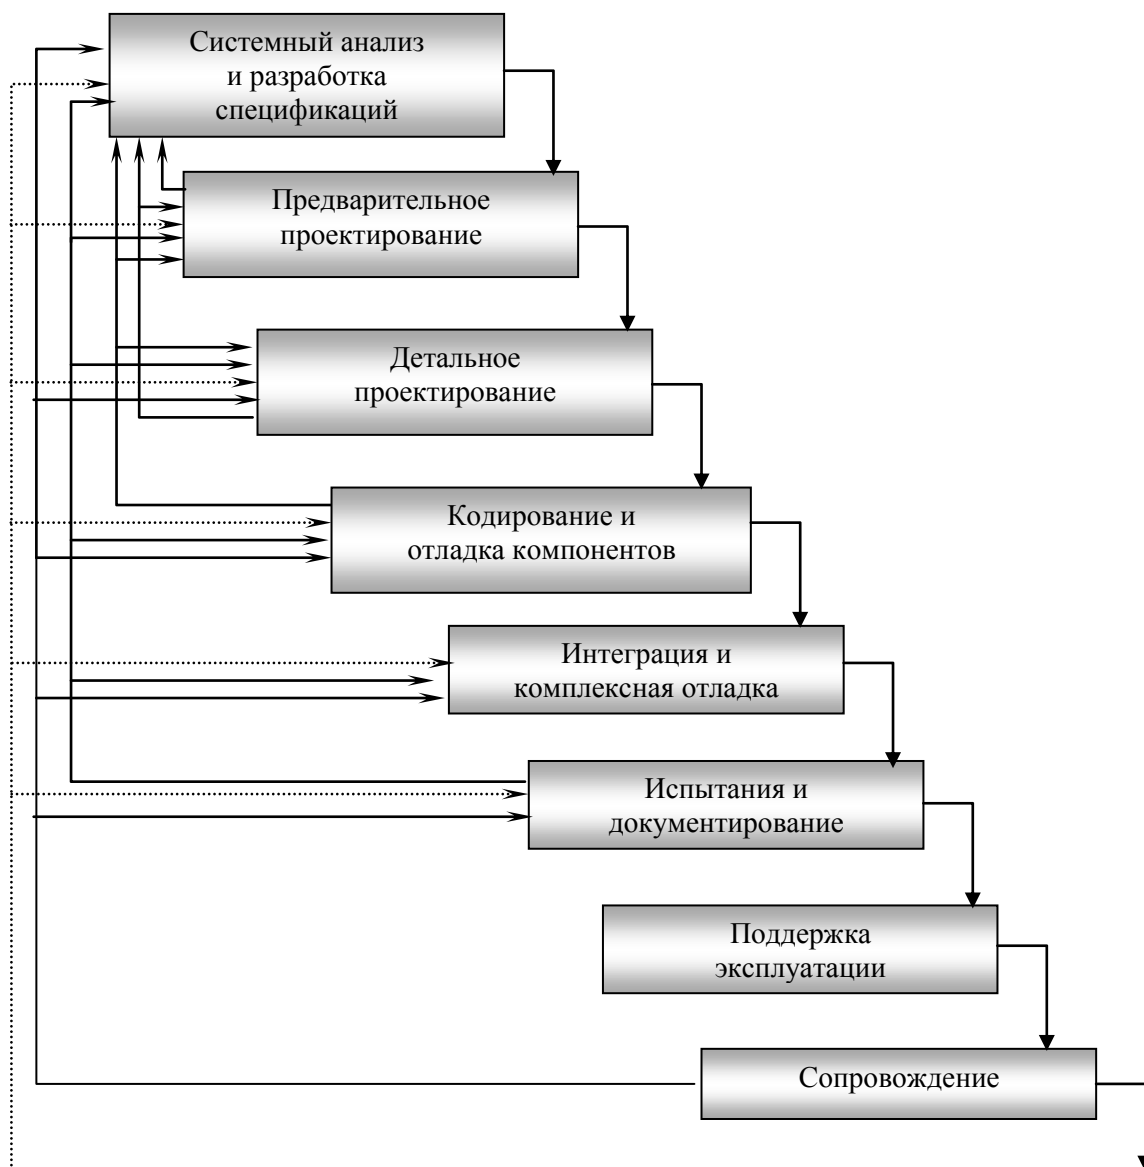 Системный анализ
и разработка
спецификаций
Предварительное
проектирование
Детальное
проектирование
Кодирование и
отладка компонентов
Интеграция и
комплексная отладка
Испытания и
документирование
Поддержка
эксплуатации
Сопровождение